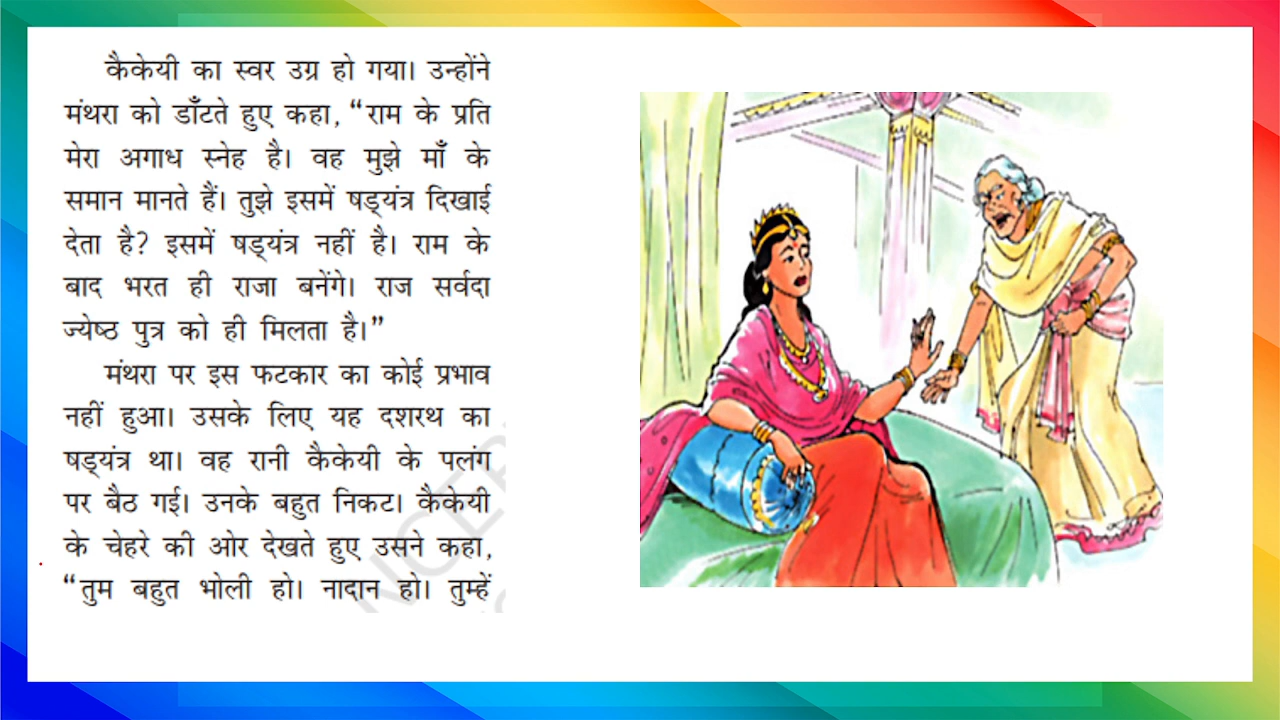 कैकेयी का स्वर उग्र हो गया। उन्होंने
मंथरा को डाँटते हुए कहा, “राम के प्रति
मेरा अगाध स्नेह है। वह मुझे माँ के
समान मानते हैं। तुझे इसमें षड्यंत्र दिखाई
देता है? इसमें षड्यंत्र नहीं है। राम के
बाद भरत ही राजा बनेंगे। राज सर्वदा
ज्येष्ठ पुत्र को ही मिलता है।”
मंथरा पर इस फटकार का कोई प्रभाव
नहीं हुआ। उसके लिए यह दशरथ का
षड्यंत्र था। वह रानी कैकेयी के पलंग
पर बैठ गई। उनके बहुत निकट। कैकेयी
के चेहरे की ओर देखते हुए उसने कहा,
“तुम बहुत भोली हो। नादान हो। तुम्हें